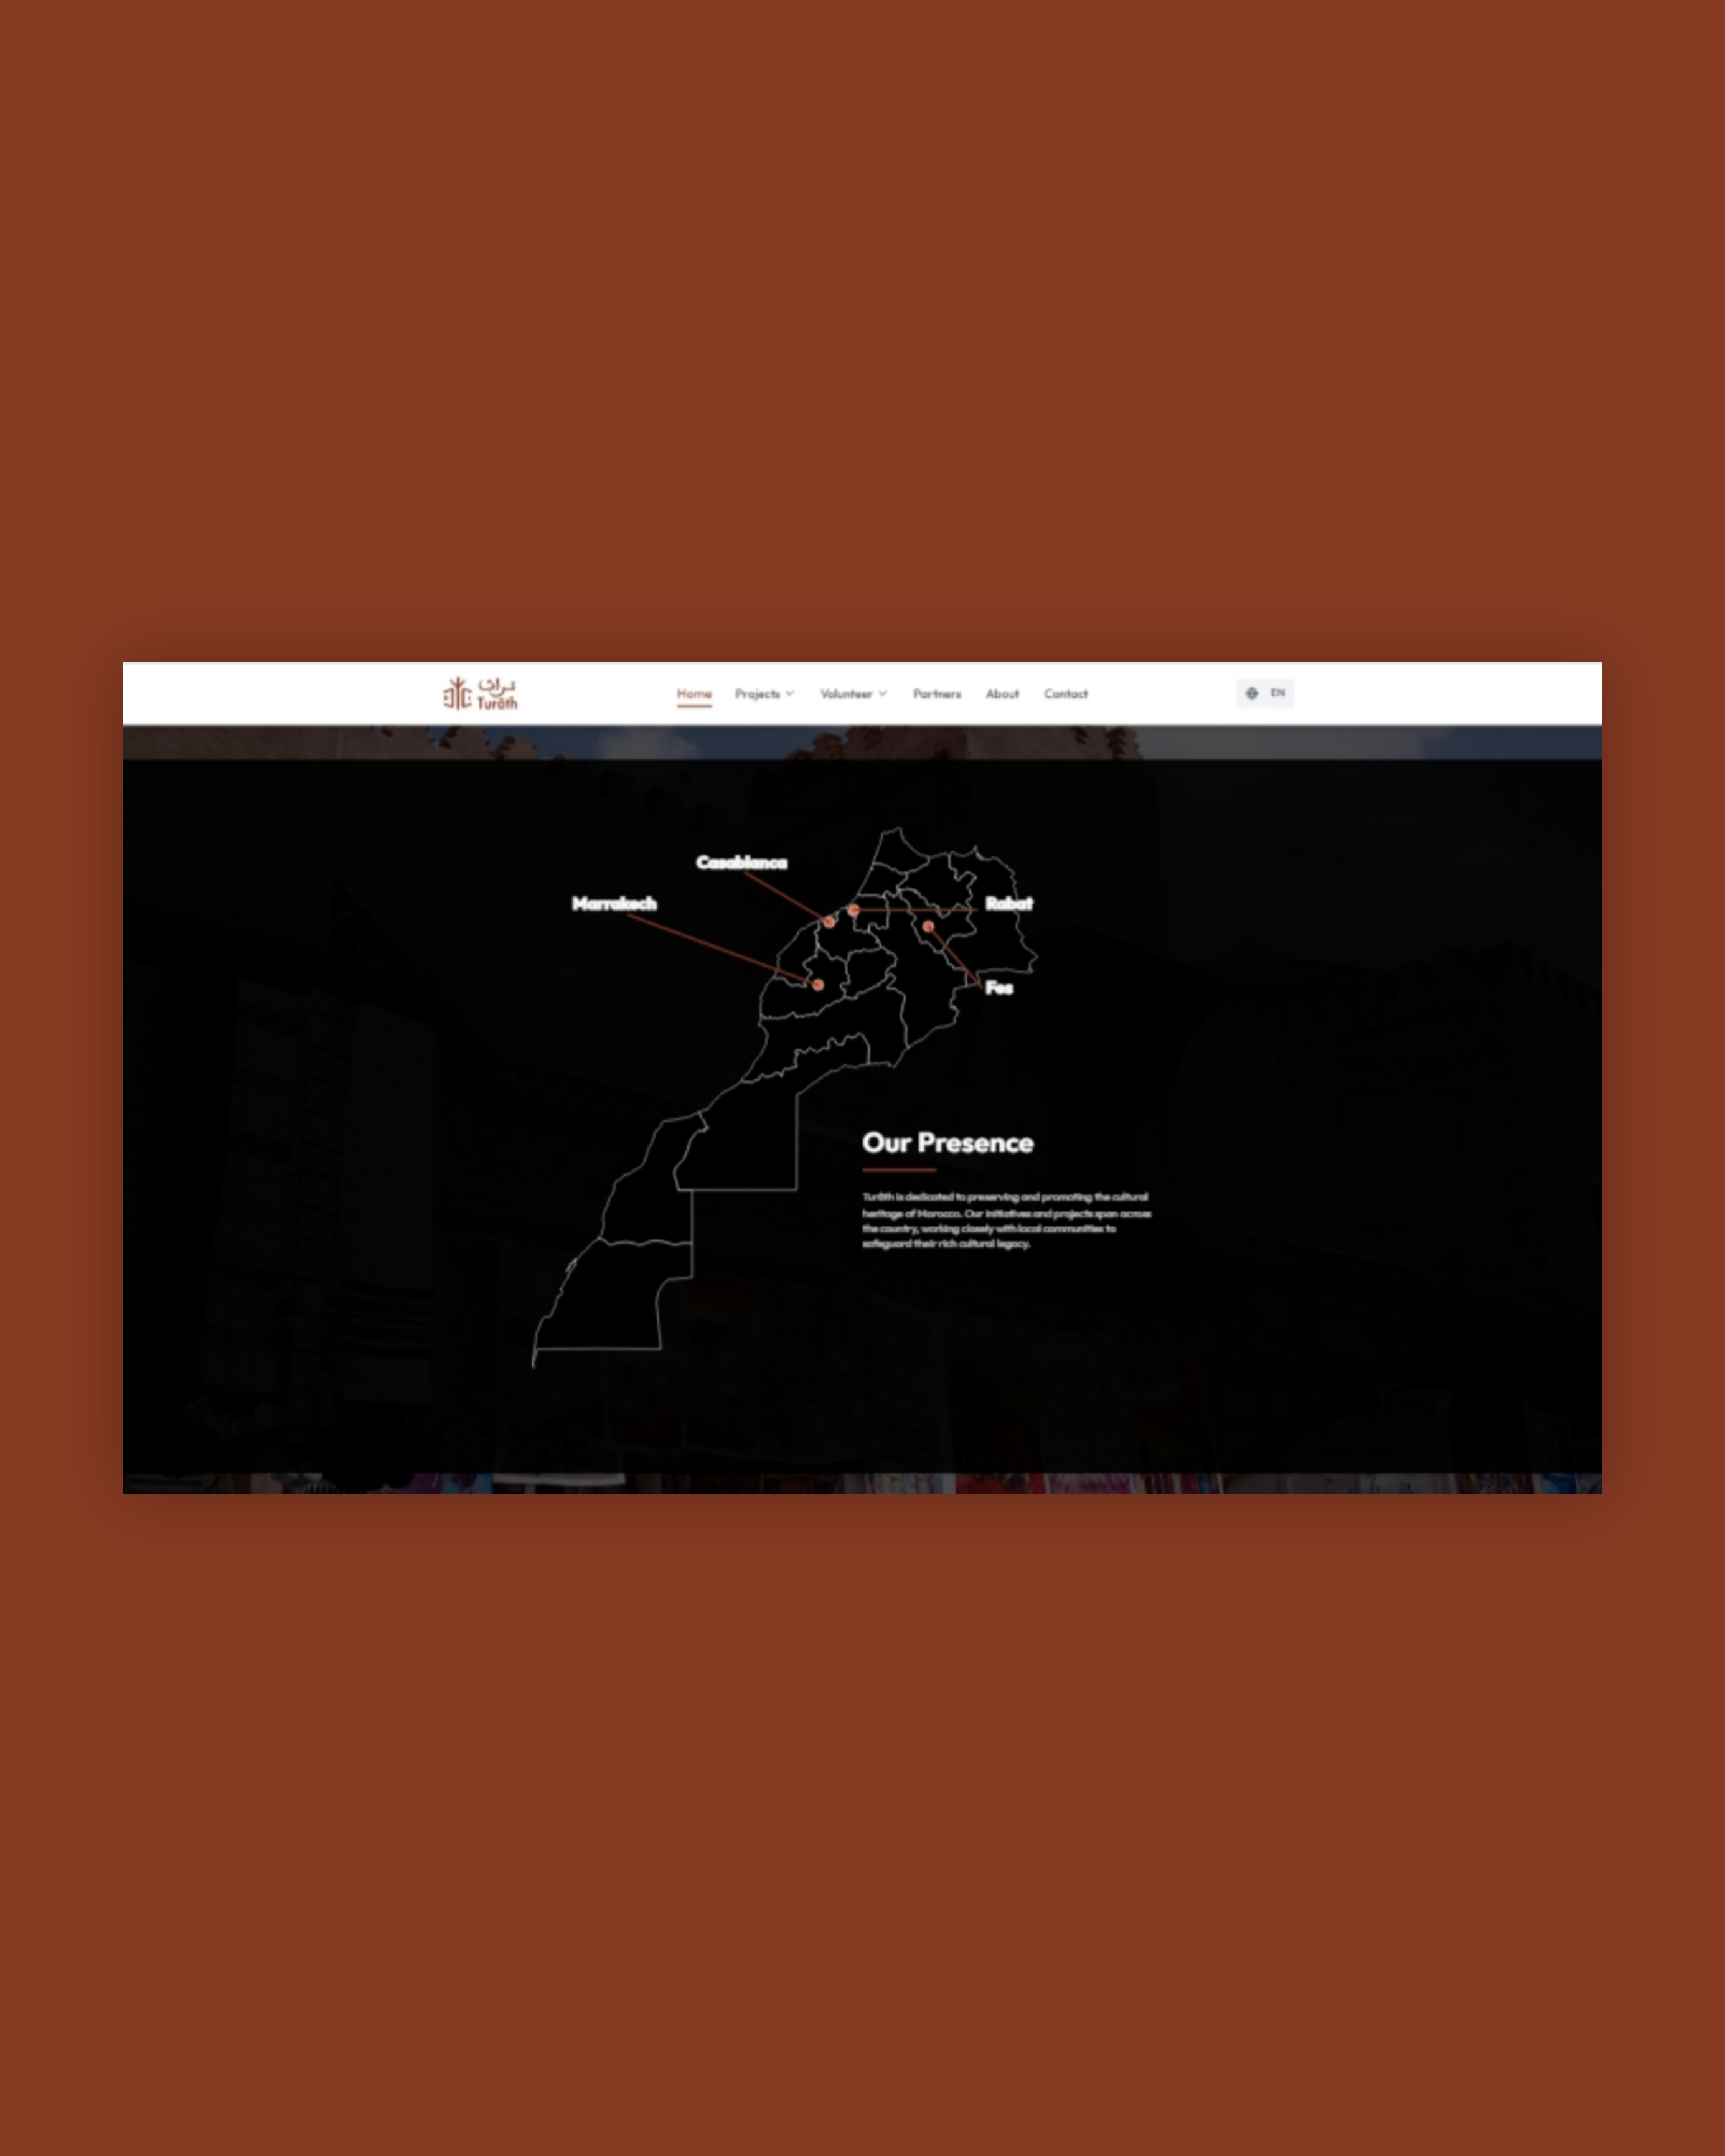 تراث
Turâth
Home
Projects
Volunteer
Partners
About
Contact
EN
Casablanca
Marrakech
Rabat
Fes
Our Presence
Turâth is dedicated to preserving and promoting the cultural
heritage of Morocco. Our initiatives and projects span across
the country, working closely with local communities to
safeguard their rich cultural legacy.